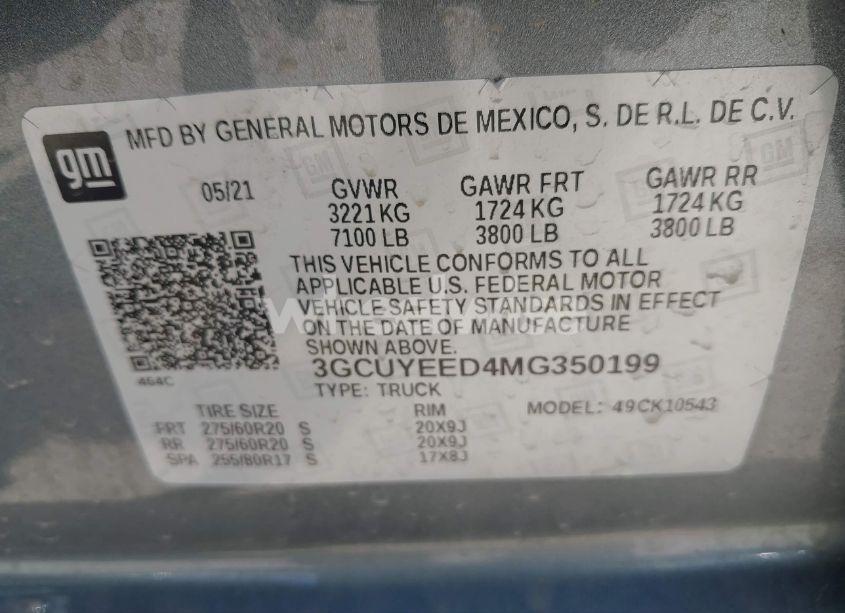 gm
MFD BY GENERAL MOTORS DE MEXICO, S. DE R.L. DE C.V.
05/21 GVWR GAWR FRT GAWR RR
3221 KG 1724 KG 1724 KG
7100 LB 3800 LB 3800 LB
THIS VEHICLE CONFORMS TO ALL
APPLICABLE U.S. FEDERAL MOTOR
VEHICLE SAFETY STANDARDS IN EFFECT
ON THE DATE OF MANUFACTURE
SHOWN ABOVE.
3GCUYEED4MG350199
464C
TYPE: TRUCK
TIRE SIZE RIM MODEL: 49CK10543
FRT 275/60R20 S 20X9J
RR 275/60R20 S 20X9J
SPA 255/80R17 S 17X8J